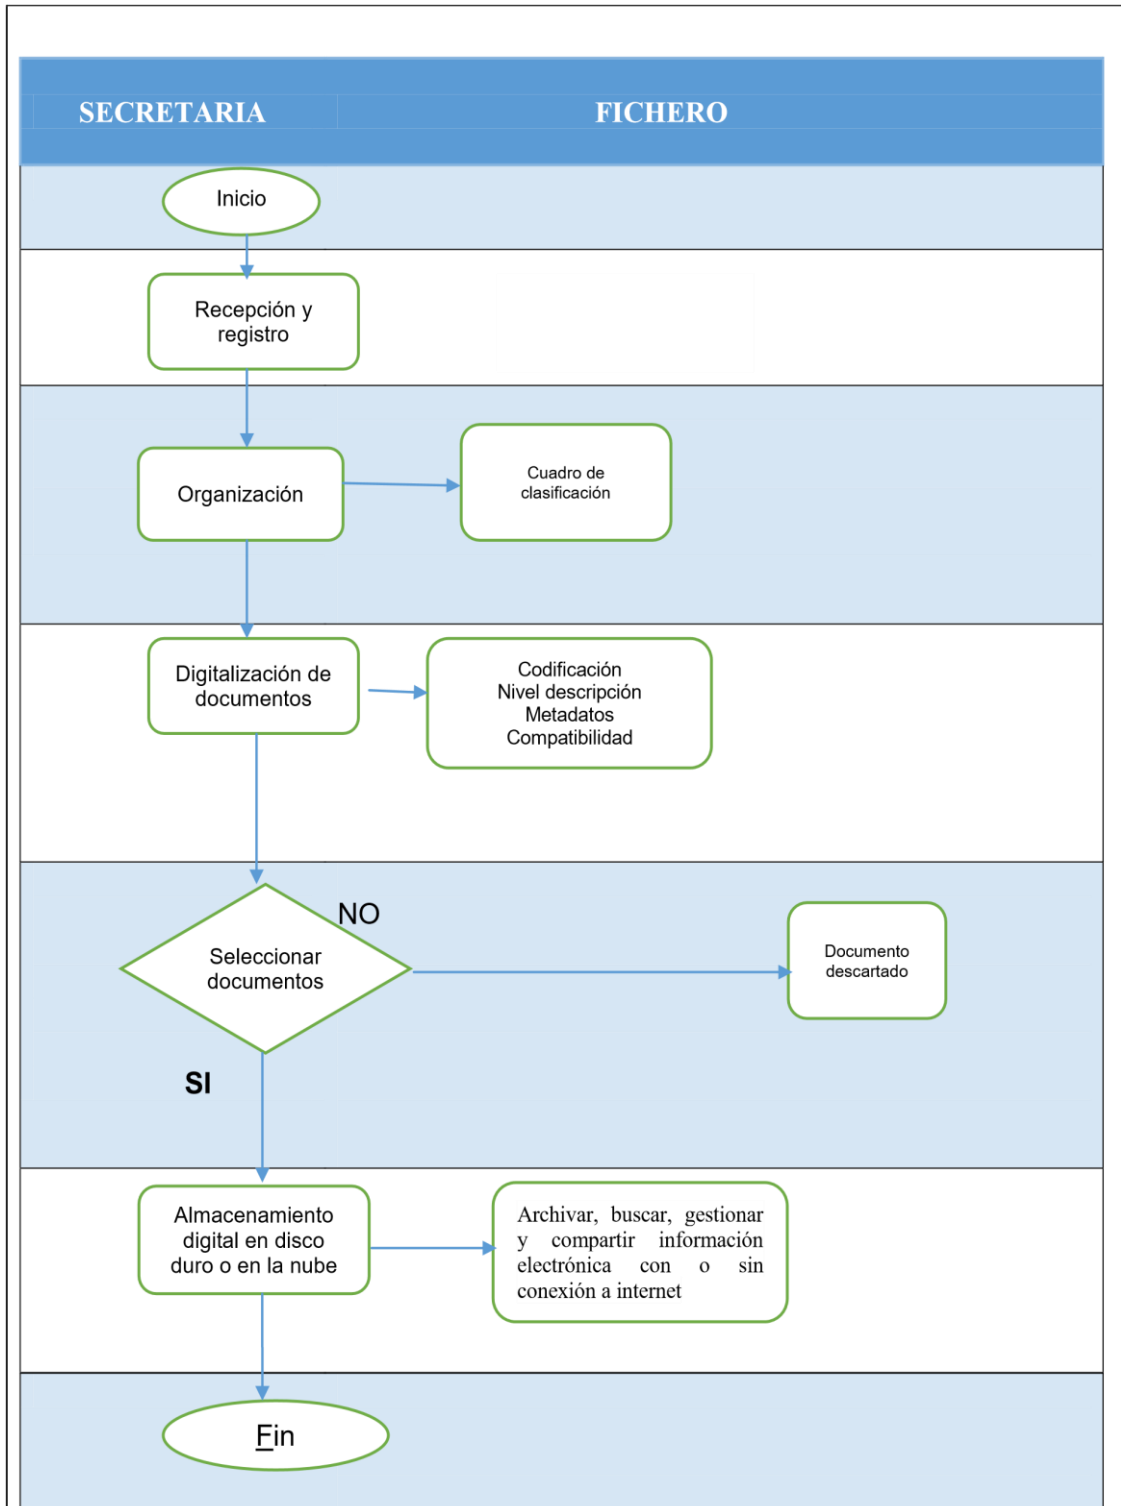 SECRETARIA FICHERO
Inicio
Recepción y
registro
Organización
Cuadro de
clasificación
Digitalización de
documentos
Codificación
Nivel descripción
Metadatos
Compatibilidad
NO
Seleccionar
documentos
Documento
descartado
SI
Almacenamiento
digital en disco
duro o en la nube
Archivar, buscar, gestionar
y compartir información
electrónica con o sin
conexión a internet
Fin